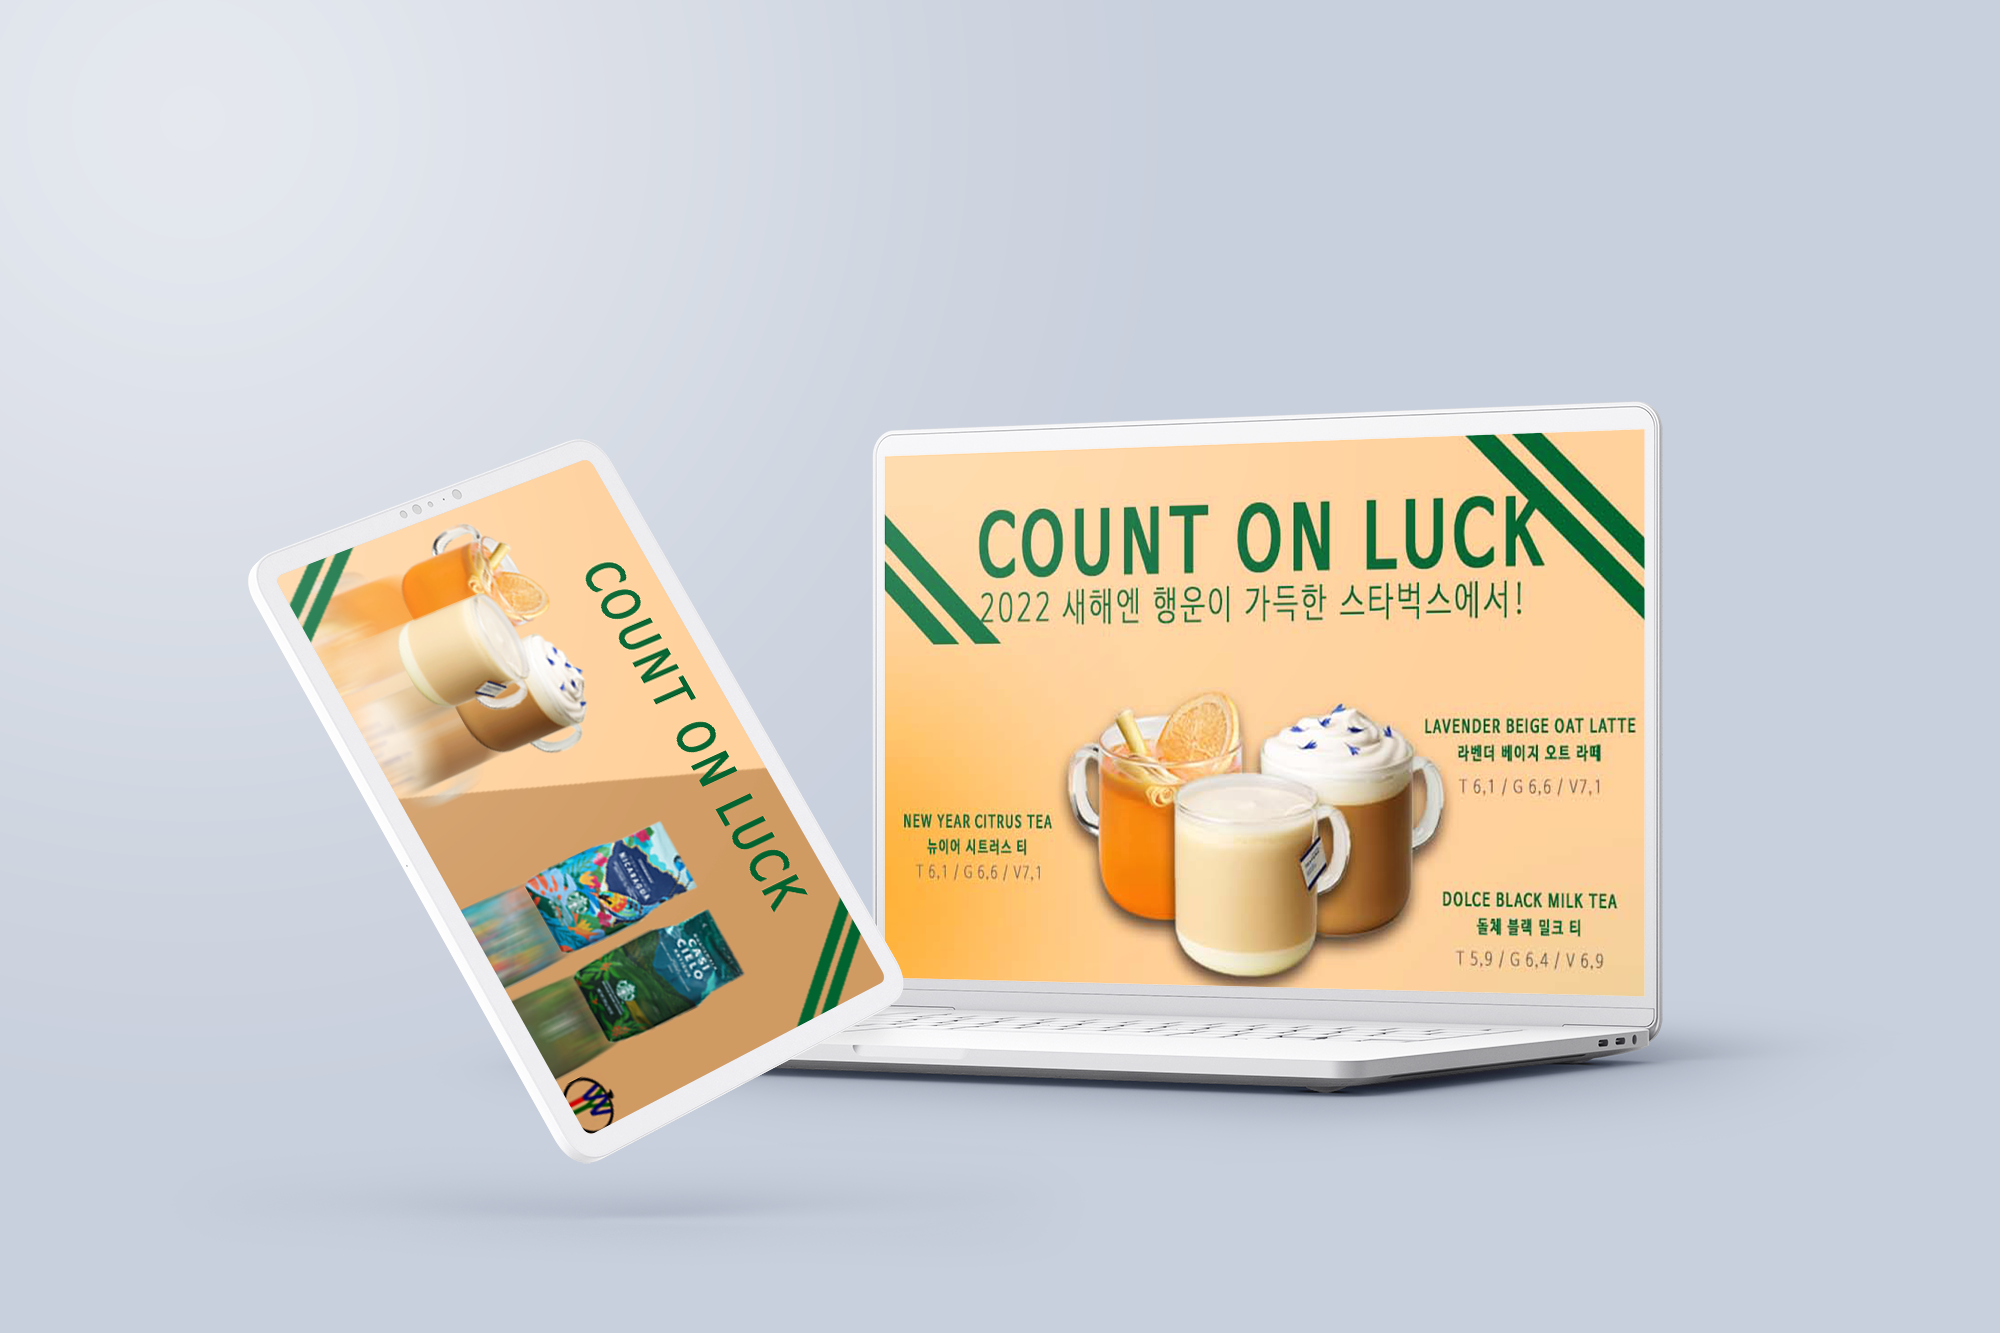 COUNT ON LUCK
NICARAGUA
CASI
CIELO
COUNT ON LUCK
2022 새해엔 행운이 가득한 스타벅스에서!
LAVENDER BEIGE OAT LATTE
라벤더 베이지 오트 라떼
T 6,1 / G 6,6 / V7,1
NEW YEAR CITRUS TEA
뉴이어 시트러스 티
T 6,1 / G 6,6 / V7,1
DOLCE BLACK MILK TEA
돌체 블랙 밀크 티
T 5,9 / G 6,4 / V 6,9